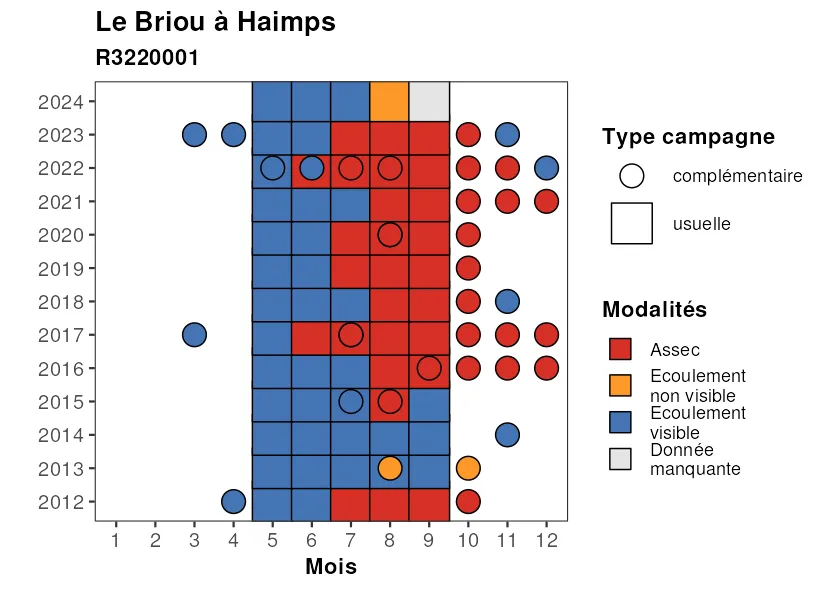 Le Briou à Haimps
R3220001
2024
2023
2022
2021
2020
2019
2018
2017
2016
2015
2014
2013
2012
1 2 3 4 5 6 7 8 9 10 11 12
Mois
Type campagne
complémentaire
usuelle
Modalités
Assec
Ecoulement
non visible
Ecoulement
visible
Donnée
manquante